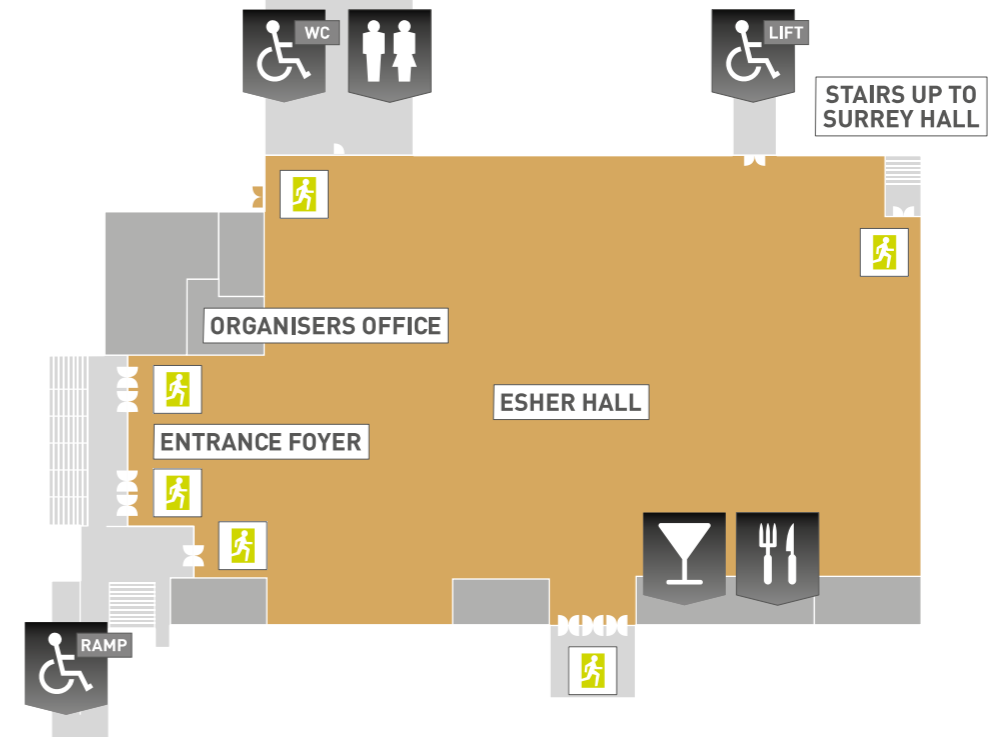 WC
LIFT
STAIRS UP TO
SURREY HALL
ORGANISERS OFFICE
ESHER HALL
ENTRANCE FOYER
RAMP